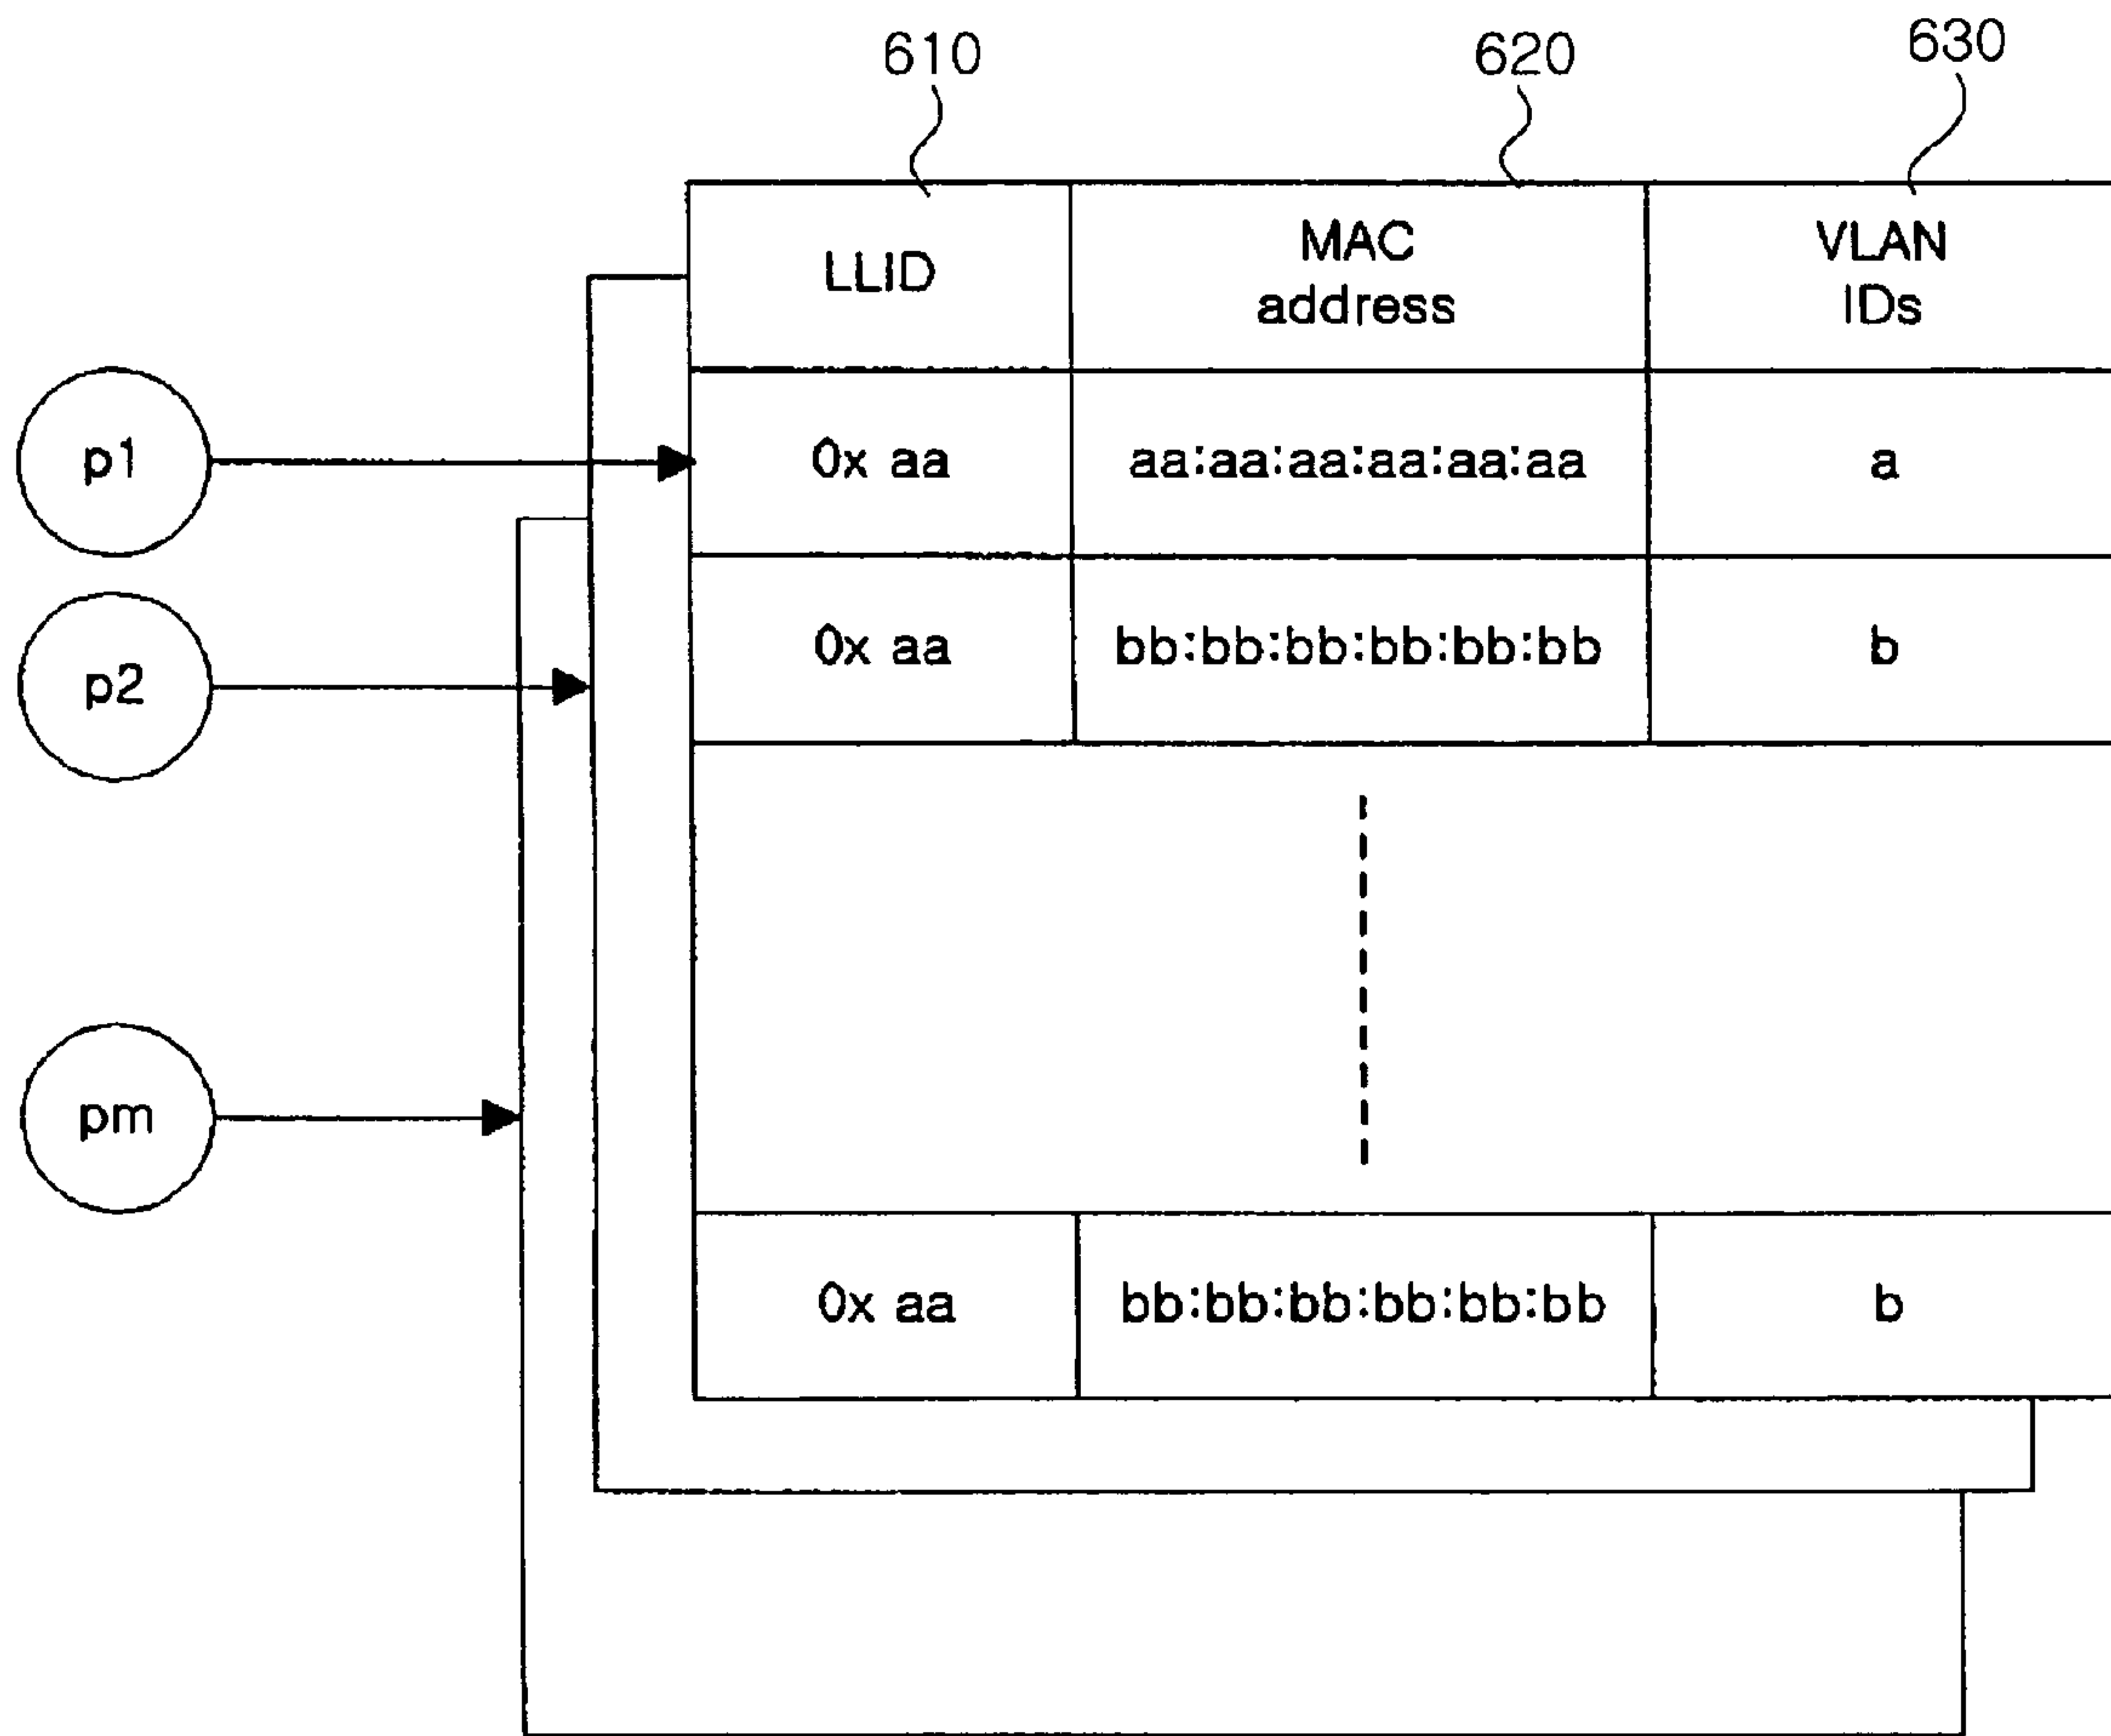 610
620
630
LLID
MAC
address
VLAN
IDs
p1
0x aa
aa:aa:aa:aa:aa:aa
a
p2
0x aa
bb:bb:bb:bb:bb:bb
b
pm
0x aa
bb:bb:bb:bb:bb:bb
b